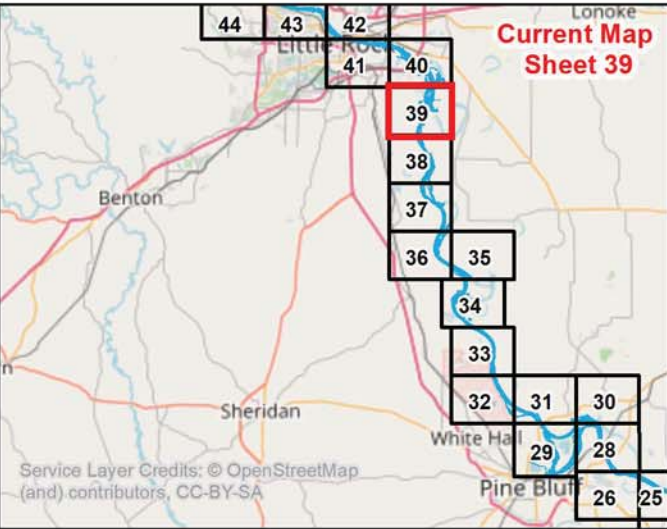 44 43 42 Lonoke
Little Rock
Current Map
Sheet 39
41 40
39
38
Benton
37
36 35
34
n
33
32 31 30
Sheridan
White Hall
29 28
Service Layer Credits: © OpenStreetMap
(and) contributors, CC-BY-SA
Pine Bluff
26 25